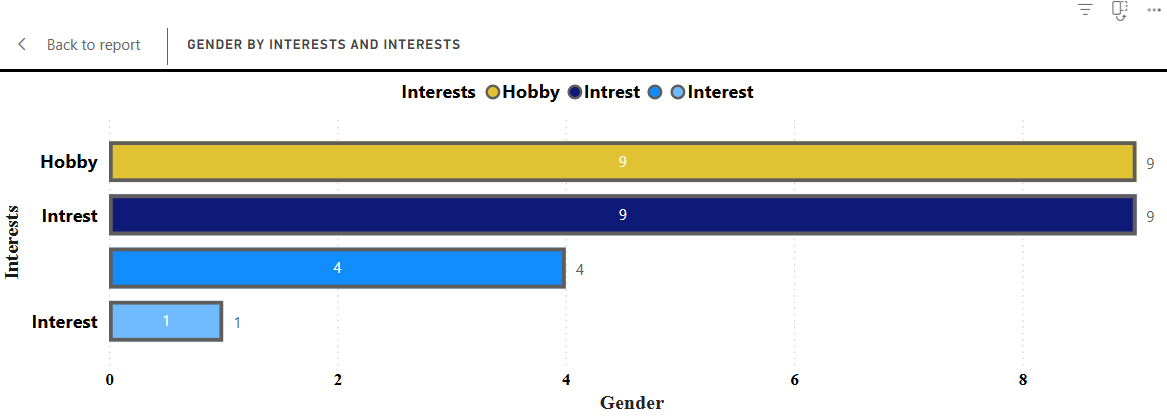 Back to report
GENDER BY INTERESTS AND INTERESTS
Interests Hobby Intrest Interest
Hobby 9 9
Intrest 9 9
4 4
Interest 1 1
Interests
0 2 4 6 8
Gender